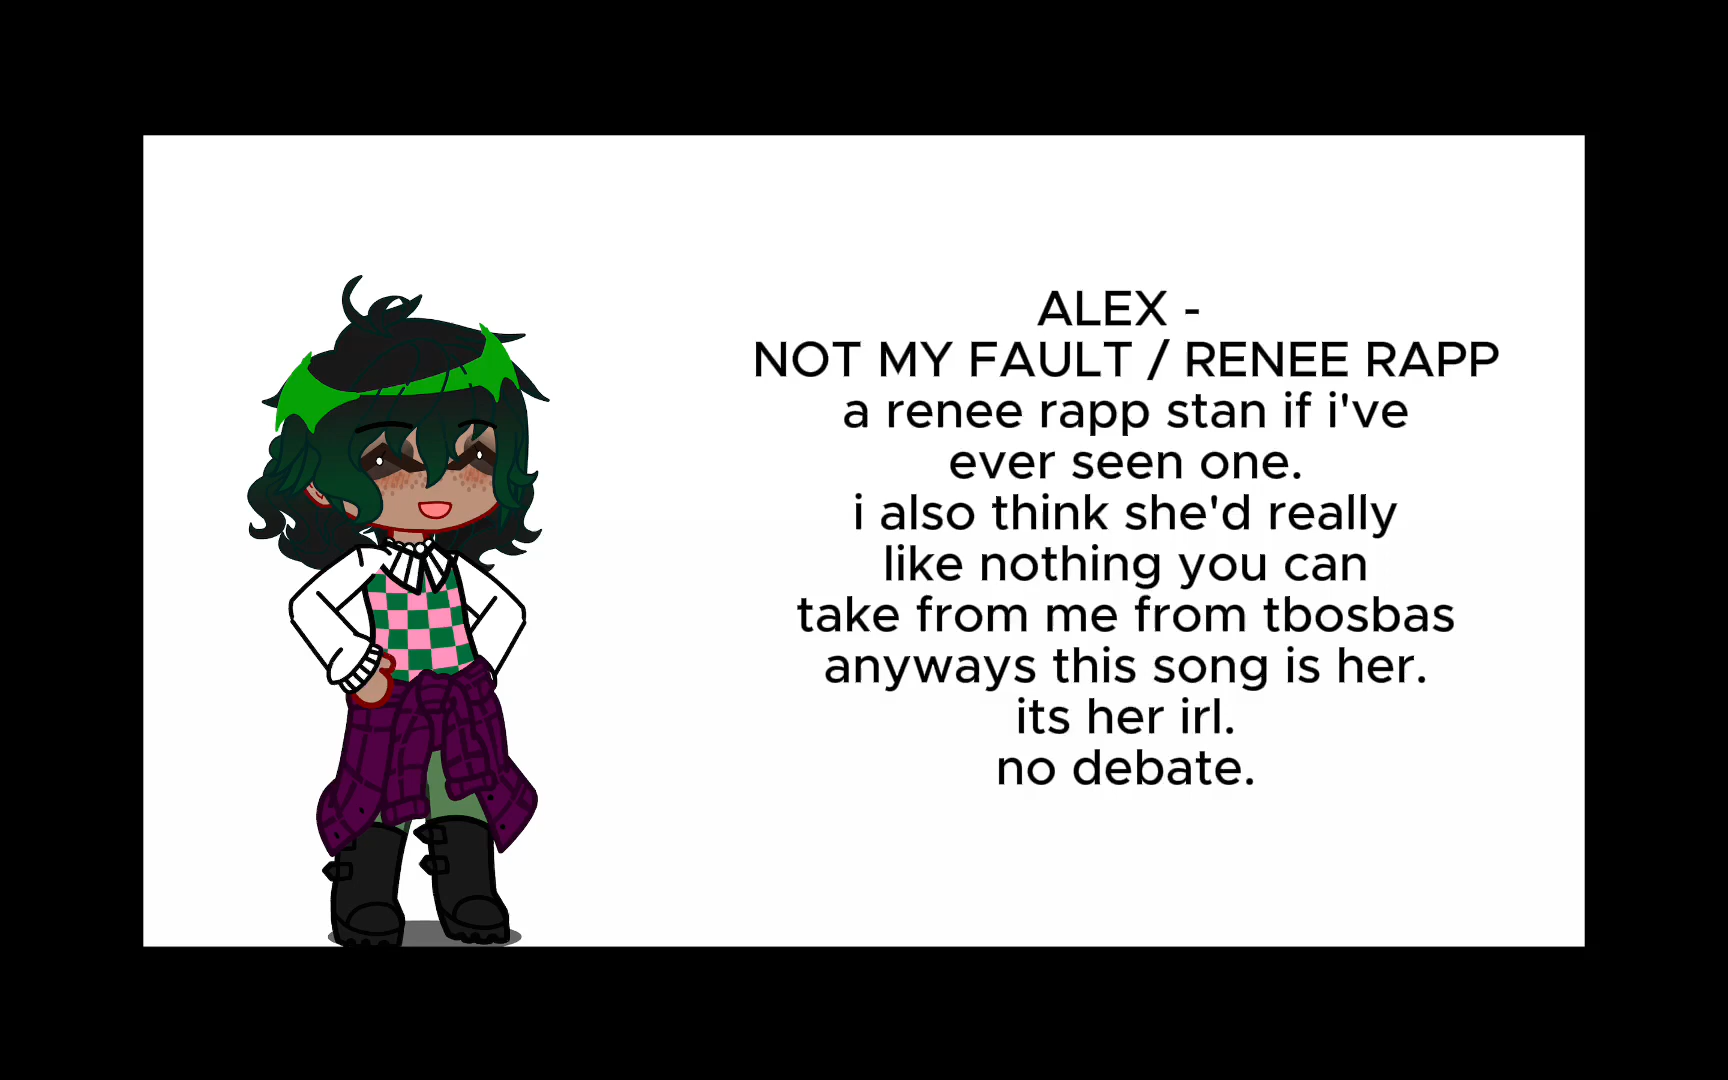 ALEX -
NOT MY FAULT / RENEE RAPP
a renee rapp stan if i've
ever seen one.
i also think she'd really
like nothing you can
take from me from tbosbas
anyways this song is her.
its her irl.
no debate.